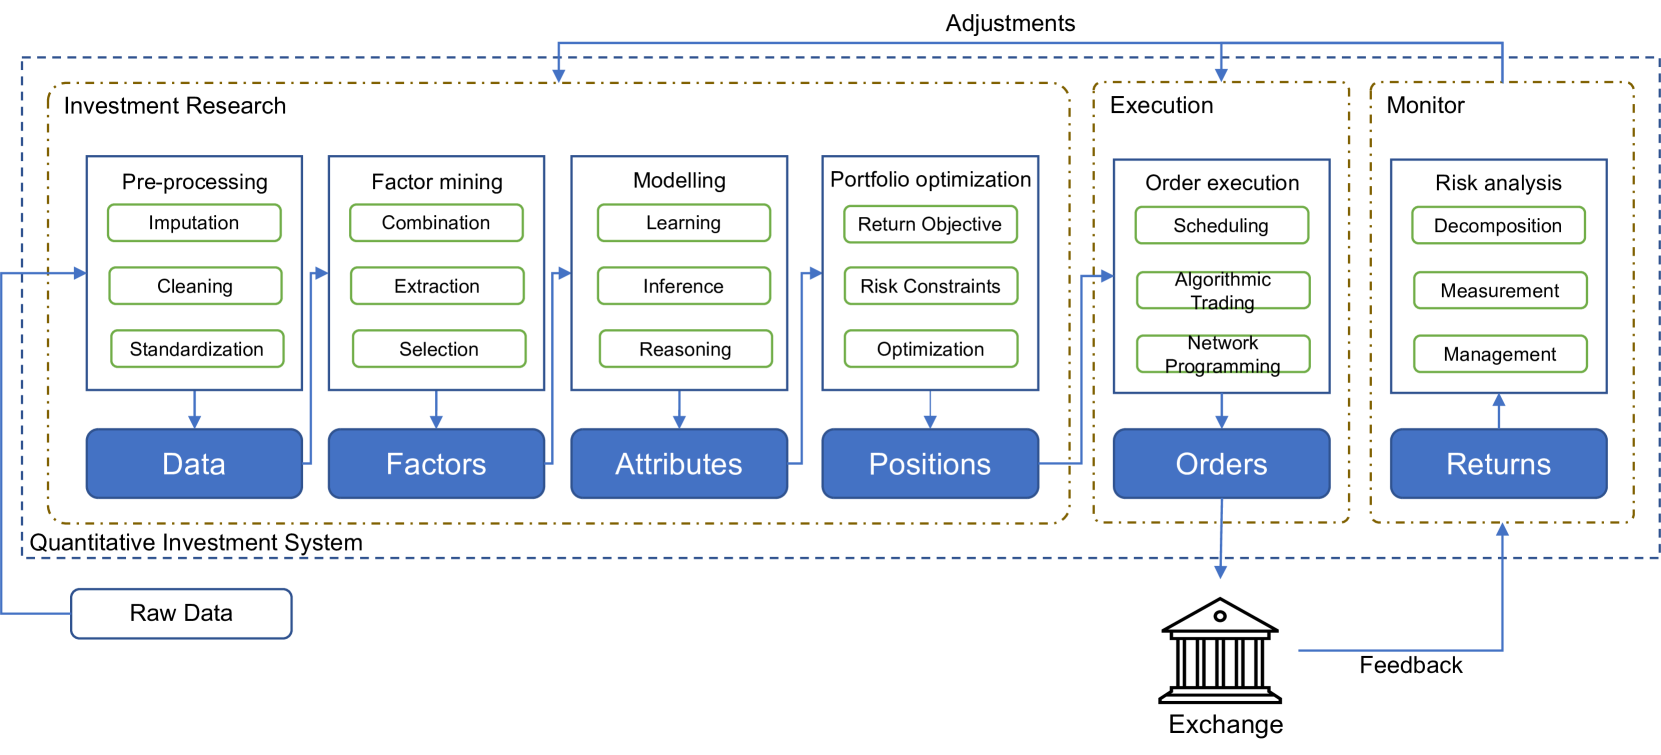 Adjustments
Investment Research
Pre-processing
Imputation
Cleaning
Standardization
Data
Factor mining
Combination
Extraction
Selection
Factors
Modelling
Learning
Inference
Reasoning
Attributes
Portfolio optimization
Return Objective
Risk Constraints
Optimization
Positions
Execution
Order execution
Scheduling
Algorithmic
Trading
Network
Programming
Orders
Monitor
Risk analysis
Decomposition
Measurement
Management
Returns
Quantitative Investment System
Raw Data
Feedback
Exchange